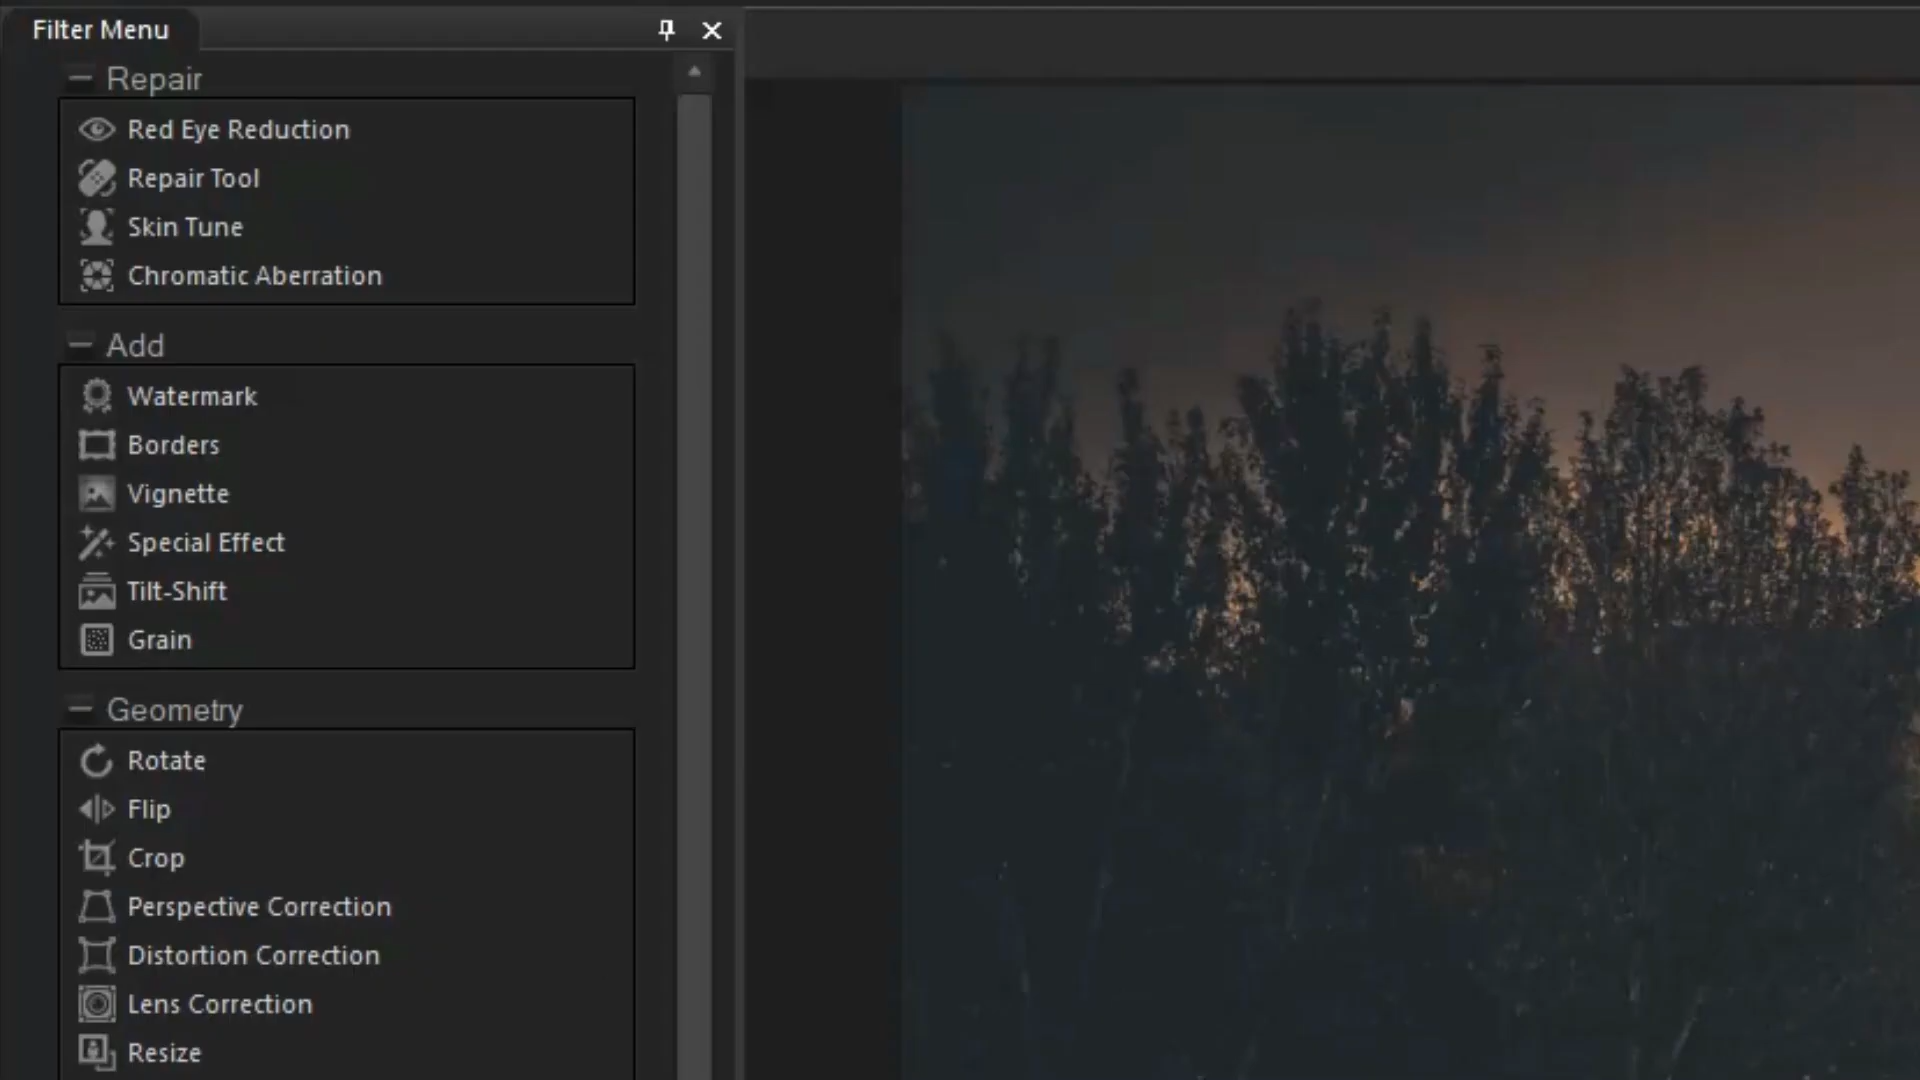 Filter Menu
Repair
Red Eye Reduction
Repair Tool
Skin Tune
Chromatic Aberration
Add
Watermark
Borders
Vignette
Special Effect
Tilt-Shift
Grain
Geometry
Rotate
Flip
Crop
Perspective Correction
Distortion Correction
Lens Correction
Resize